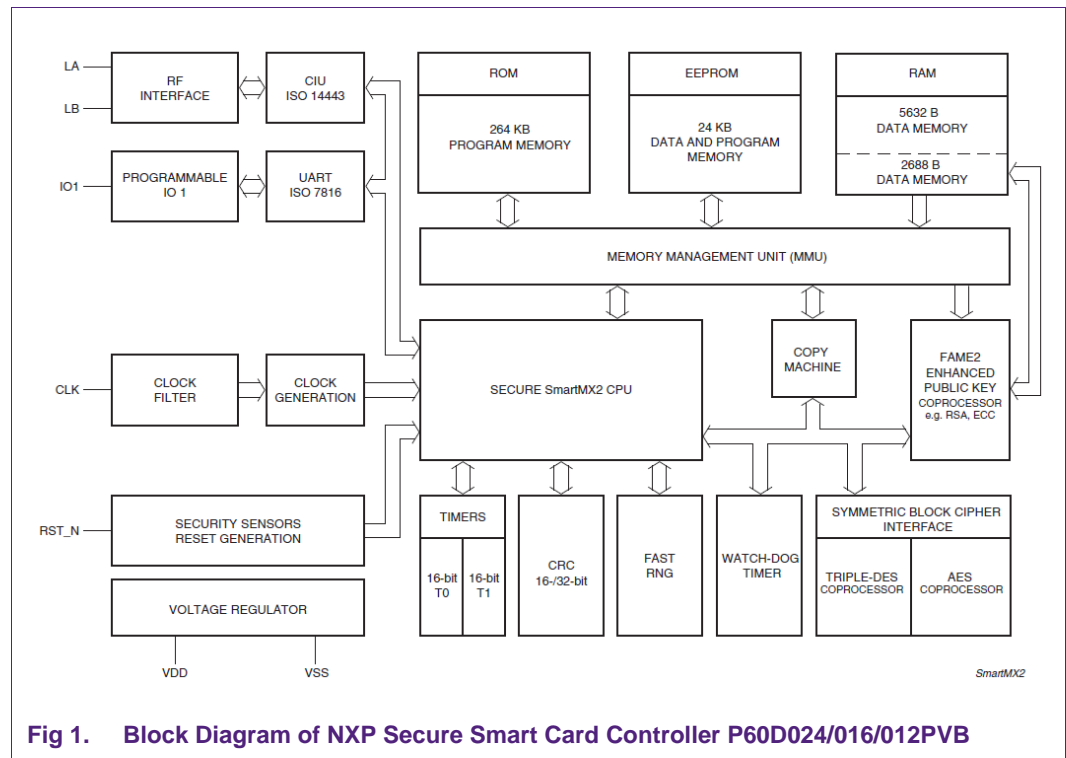 LA
LB
RF
INTERFACE
CIU
ISO 14443
IO1
PROGRAMMABLE
IO 1
UART
ISO 7816
ROM
264 KB
PROGRAM MEMORY
EEPROM
24 KB
DATA AND PROGRAM
MEMORY
RAM
5632 B
DATA MEMORY
2688 B
DATA MEMORY
MEMORY MANAGEMENT UNIT (MMU)
CLK
CLOCK
FILTER
CLOCK
GENERATION
SECURE SmartMX2 CPU
COPY
MACHINE
FAME2
ENHANCED
PUBLIC KEY
COPROCESSOR
e.g. RSA, ECC
RST_N
SECURITY SENSORS
RESET GENERATION
VOLTAGE REGULATOR
VDD
VSS
TIMERS
16-bit
T0
16-bit
T1
CRC
16-/32-bit
FAST
RNG
WATCH-DOG
TIMER
SYMMETRIC BLOCK CIPHER
INTERFACE
TRIPLE-DES
COPROCESSOR
AES
COPROCESSOR
SmartMX2
Fig 1. Block Diagram of NXP Secure Smart Card Controller P60D024/016/012PVB